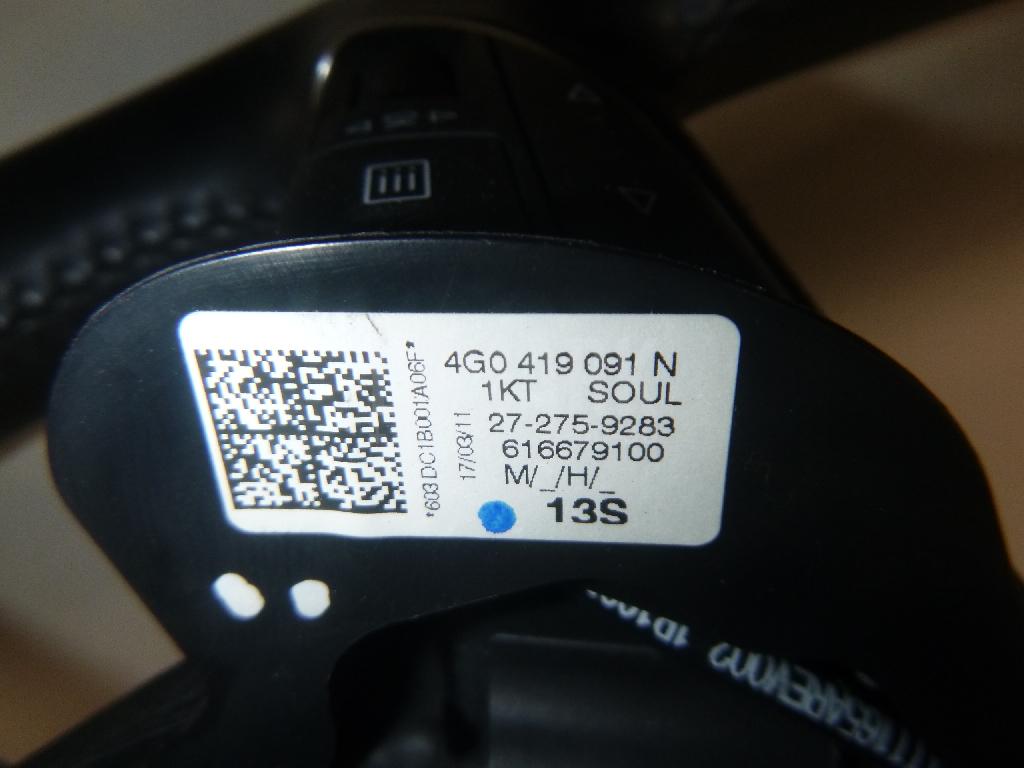 4G0 419 091 N
1KT SOUL
27-275-9283
616679100
M/_/H/_
13S
*603 DC1B001A06F*
17/03/11